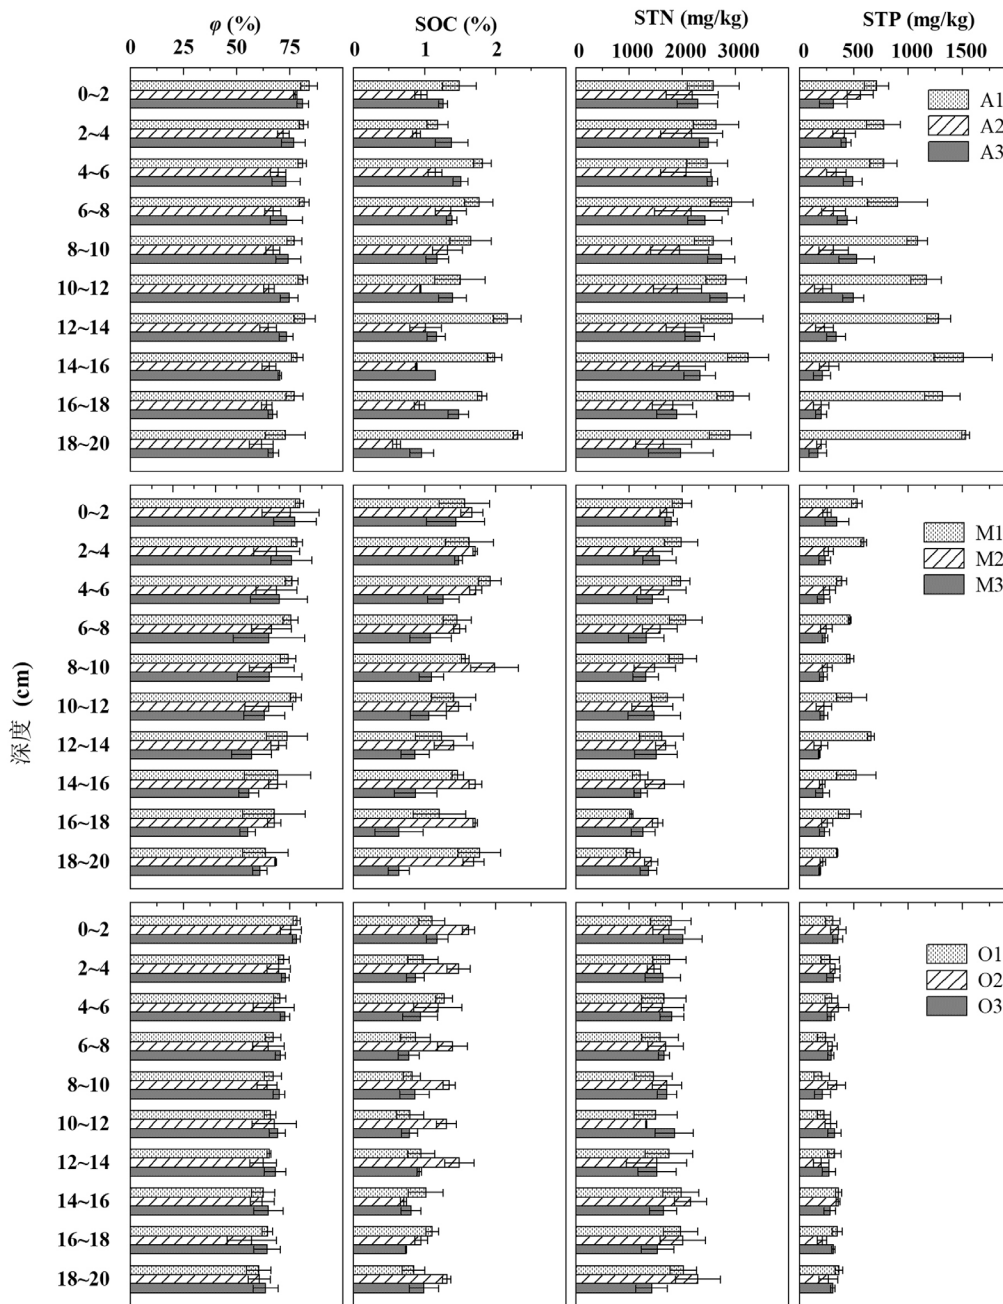 φ (%) SOC (%) STN (mg/kg) STP (mg/kg)
0 25 50 75 0 1 2 0 1000 2000 3000 0 500 1000 1500
0~2
2~4
4~6
6~8
8~10
10~12
12~14
14~16
16~18
18~20
A1
A2
A3
0~2
2~4
4~6
6~8
8~10
10~12
12~14
14~16
16~18
18~20
M1
M2
M3
深度 (cm)
0~2
2~4
4~6
6~8
8~10
10~12
12~14
14~16
16~18
18~20
O1
O2
O3